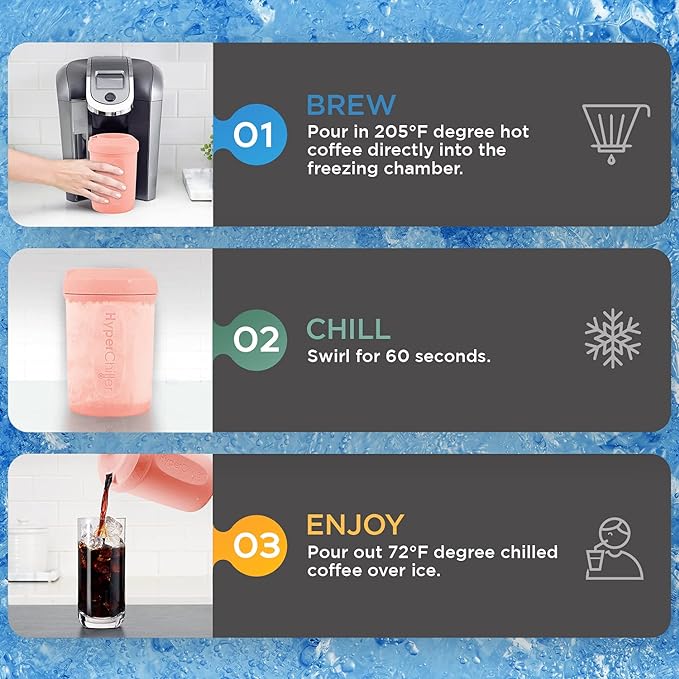 01
BREW
Pour in 205°F degree hot
coffee directly into the
freezing chamber.
HyperChiller
02
CHILL
Swirl for 60 seconds.
HyperChiller
03
ENJOY
Pour out 72°F degree chilled
coffee over ice.